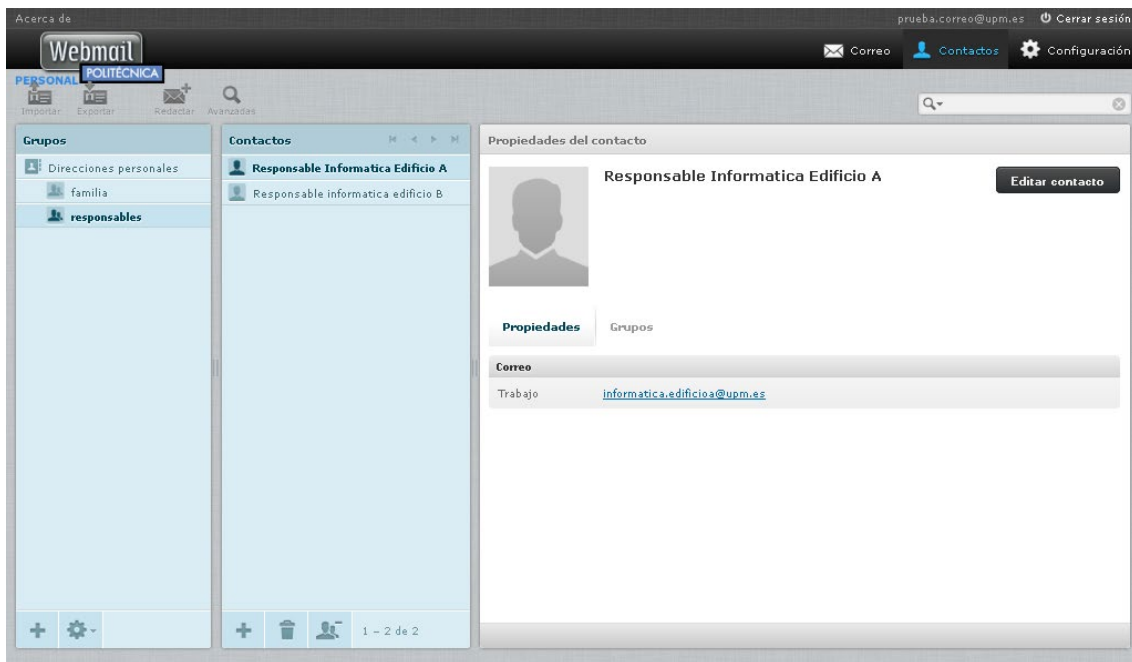 Acerca de
prueba.correo@upm.es Cerrar sesión
Webmail
POLITÉCNICA
PERSONAL
Correo Contactos Configuración
Importar Exportar Redactar Avanzadas
Grupos
Direcciones personales
familia
responsables
Contactos
Responsable Informatica Edificio A
Responsable informatica edificio B
1 – 2 de 2
Propiedades del contacto
Responsable Informatica Edificio A
Editar contacto
Propiedades Grupos
Correo
Trabajo informatica.edificioa@upm.es